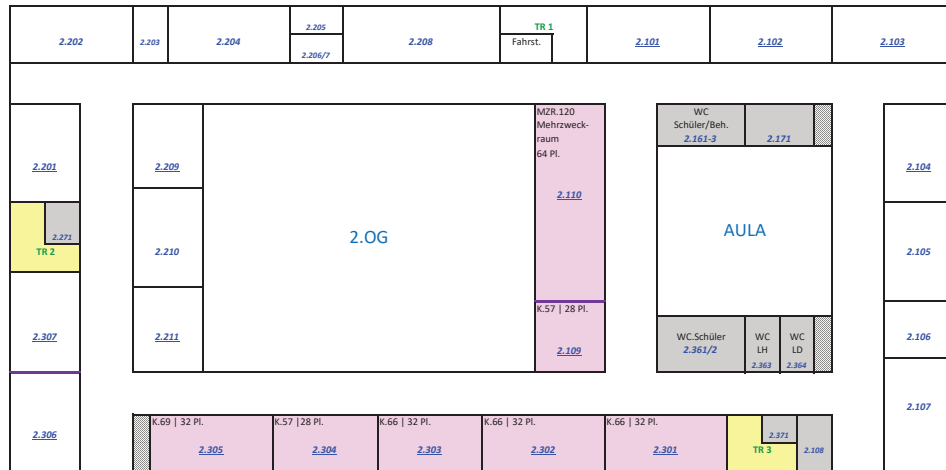 2.202
2.203
2.204
2.205
2.206/7
2.208
TR 1
Fahrst.
2.101
2.102
2.103
2.201
2.209
MZR.120
Mehrzweck-
raum
64 Pl.
2.110
WC
Schüler/Beh.
2.161-3
2.171
2.104
2.271
TR 2
2.210
2.OG
AULA
2.105
2.307
2.211
K.57 | 28 Pl.
2.109
WC.Schüler
2.361/2
WC
LH
2.363
WC
LD
2.364
2.106
2.306
K.69 | 32 Pl.
2.305
K.57 |28 Pl.
2.304
K.66 | 32 Pl.
2.303
K.66 | 32 Pl.
2.302
K.66 | 32 Pl.
2.301
2.371
TR 3
2.108
2.107